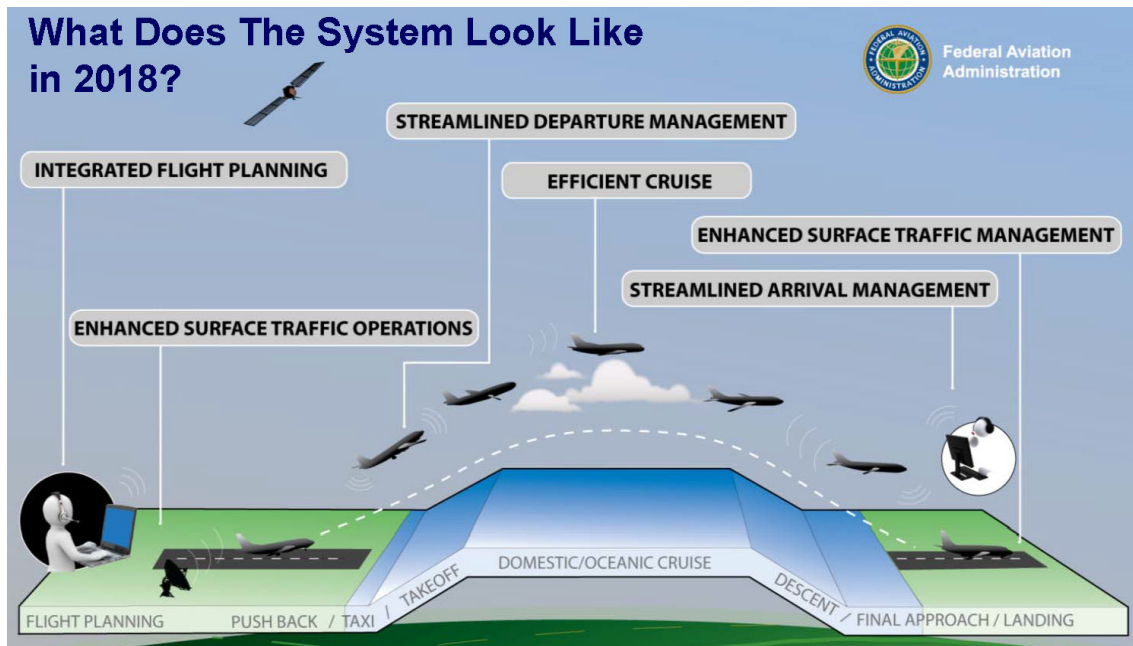 What Does The System Look Like
in 2018?
FEDERAL AVIATION
ADMINISTRATION
Federal Aviation
Administration
STREAMLINED DEPARTURE MANAGEMENT
INTEGRATED FLIGHT PLANNING
EFFICIENT CRUISE
ENHANCED SURFACE TRAFFIC MANAGEMENT
STREAMLINED ARRIVAL MANAGEMENT
ENHANCED SURFACE TRAFFIC OPERATIONS
FLIGHT PLANNING
PUSH BACK / TAXI / TAKEOFF
DOMESTIC/OCEANIC CRUISE
DESCENT / FINAL APPROACH / LANDING